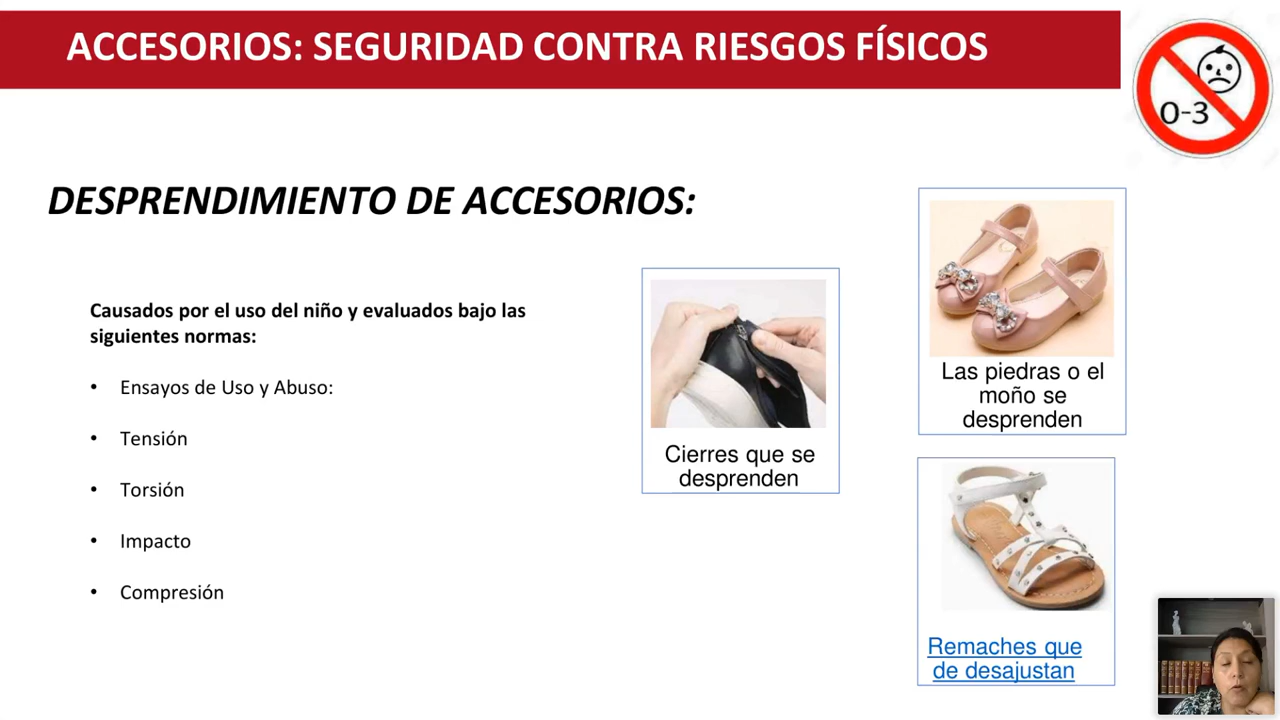 ACCESORIOS: SEGURIDAD CONTRA RIESGOS FÍSICOS
0-3
DESPRENDIMIENTO DE ACCESORIOS:
Causados por el uso del niño y evaluados bajo las
siguientes normas:
• Ensayos de Uso y Abuso:
• Tensión
• Torsión
• Impacto
• Compresión
Cierres que se
desprenden
Las piedras o el
moño se
desprenden
Remaches que
de desajustan